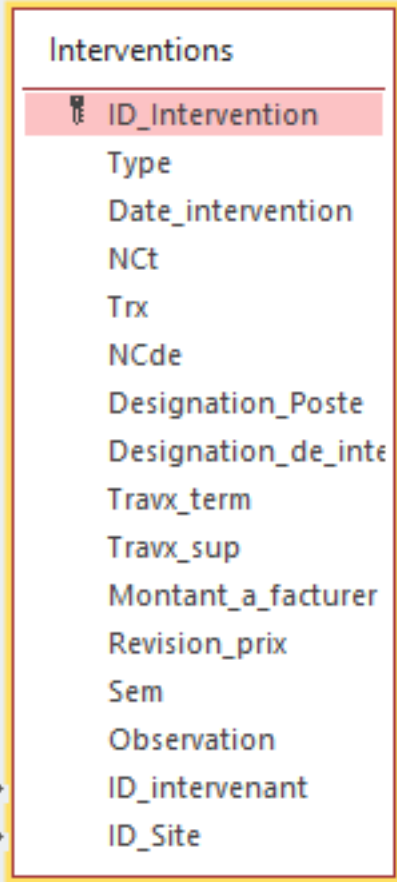 Interventions
ID_Intervention
Type
Date_intervention
NCt
Trx
NCde
Designation_Poste
Designation_de_inte
Travx_term
Travx_sup
Montant_a_facturer
Revision_prix
Sem
Observation
ID_intervenant
ID_Site